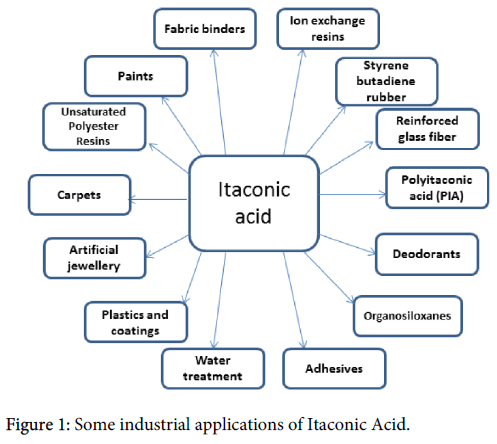 Fabric binders
Ion exchange
resins
Paints
Styrene
butadiene
rubber
Unsaturated
Polyester
Resins
Reinforced
glass fiber
Itaconic
acid
Carpets
Polyitaconic
acid (PIA)
Artificial
jewellery
Deodorants
Plastics and
coatings
Organosiloxanes
Water
treatment
Adhesives
Figure 1: Some industrial applications of Itaconic Acid.